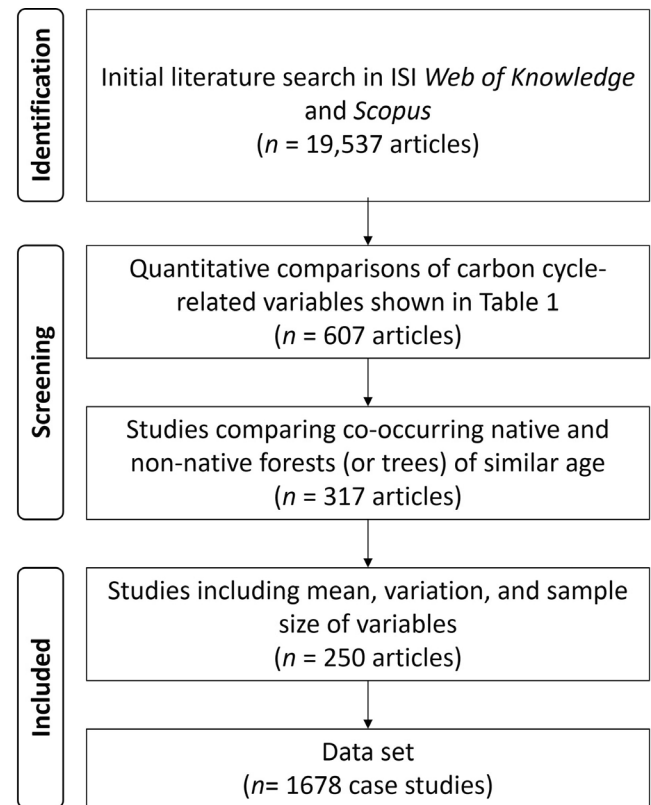 Identification
Initial literature search in ISI Web of Knowledge
and Scopus
(n = 19,537 articles)
Screening
Quantitative comparisons of carbon cycle-
related variables shown in Table 1
(n = 607 articles)
Studies comparing co-occurring native and
non-native forests (or trees) of similar age
(n = 317 articles)
Included
Studies including mean, variation, and sample
size of variables
(n = 250 articles)
Data set
(n= 1678 case studies)